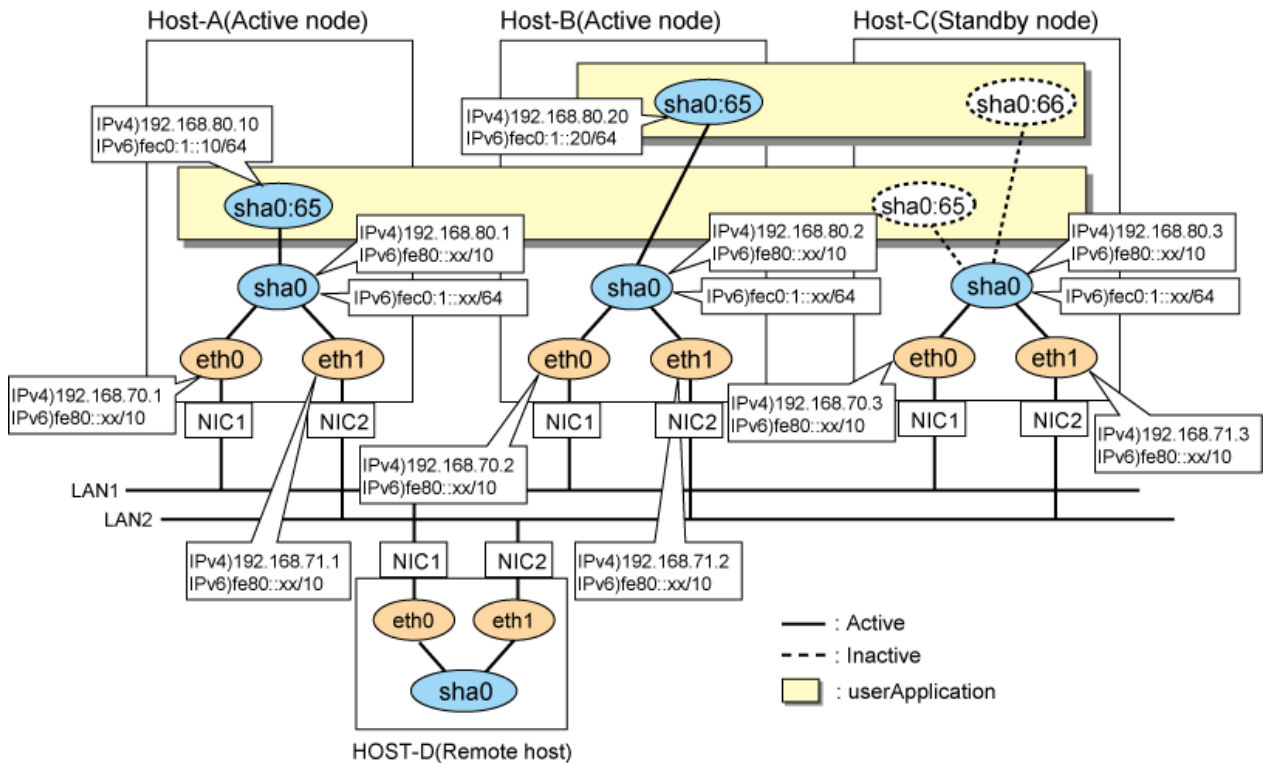 Host-A(Active node)
Host-B(Active node)
Host-C(Standby node)
sha0:65
sha0:66
IPv4)192.168.80.10
IPv6)fec0:1::10/64
IPv4)192.168.80.20
IPv6)fec0:1::20/64
sha0:65
sha0:65
IPv4)192.168.80.1
IPv6)fe80::xx/10
IPv4)192.168.80.2
IPv6)fe80::xx/10
IPv4)192.168.80.3
IPv6)fe80::xx/10
sha0
IPv6)fec0:1::xx/64
sha0
IPv6)fec0:1::xx/64
sha0
IPv6)fec0:1::xx/64
eth0
eth1
eth0
eth1
eth0
eth1
IPv4)192.168.70.1
IPv6)fe80::xx/10
IPv4)192.168.70.3
IPv6)fe80::xx/10
NIC1
NIC2
NIC1
NIC2
NIC1
NIC2
IPv4)192.168.71.3
IPv6)fe80::xx/10
IPv4)192.168.70.2
IPv6)fe80::xx/10
LAN1
LAN2
IPv4)192.168.71.1
IPv6)fe80::xx/10
NIC1
NIC2
IPv4)192.168.71.2
IPv6)fe80::xx/10
eth0
eth1
sha0
: Active
: Inactive
: userApplication
HOST-D(Remote host)